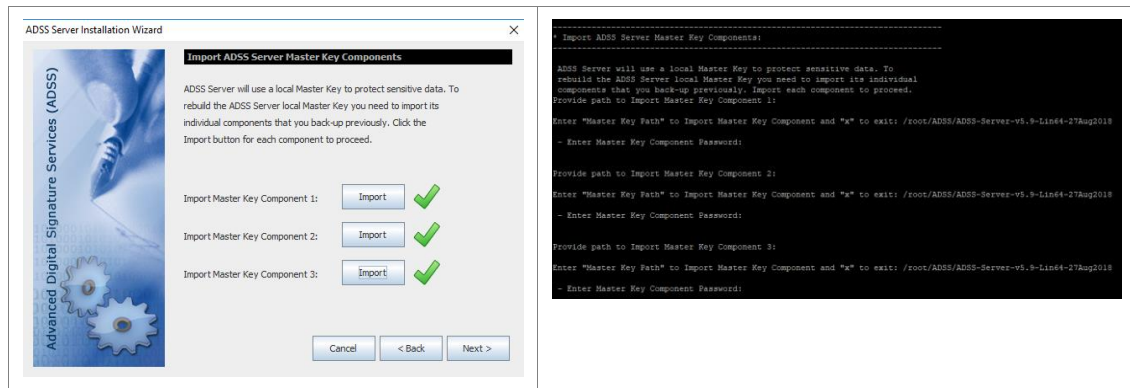 ADSS Server Installation Wizard
Advanced Digital Signature Services (ADSS)
Import ADSS Server Master Key Components
ADSS Server will use a local Master Key to protect sensitive data. To
rebuild the ADSS Server local Master Key you need to import its
individual components that you back-up previously. Click the
Import button for each component to proceed.
Import Master Key Component 1:
Import
Import Master Key Component 2:
Import
Import Master Key Component 3:
Import
Cancel
< Back
Next >
* Import ADSS Server Master Key Components:
ADSS Server will use a local Master Key to protect sensitive data. To
rebuild the ADSS Server local Master Key you need to import its individual
components that you back-up previously. Import each component to proceed.
Provide path to Import Master Key Component 1:
Enter "Master Key Path" to Import Master Key Component and "x" to exit: /root/ADSS/ADSS-Server-v5.9-Lin64-27Aug2018
- Enter Master Key Component Password:
Provide path to Import Master Key Component 2:
Enter "Master Key Path" to Import Master Key Component and "x" to exit: /root/ADSS/ADSS-Server-v5.9-Lin64-27Aug2018
- Enter Master Key Component Password:
Provide path to Import Master Key Component 3:
Enter "Master Key Path" to Import Master Key Component and "x" to exit: /root/ADSS/ADSS-Server-v5.9-Lin64-27Aug2018
- Enter Master Key Component Password: